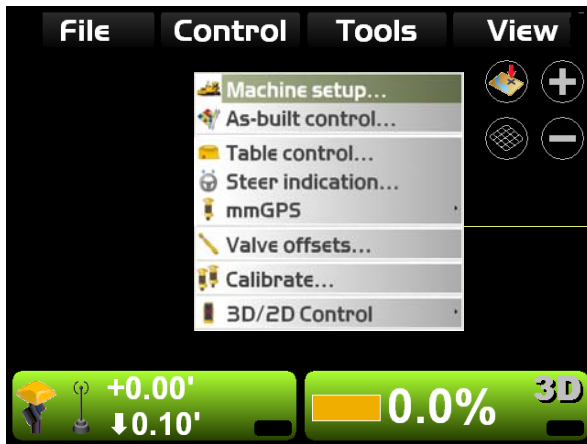 File Control Tools View
Machine setup...
As-built control...
Table control...
Steer indication...
mmGPS
Valve offsets...
Calibrate...
3D/2D Control
+0.00'
⬇0.10'
0.0%
3D